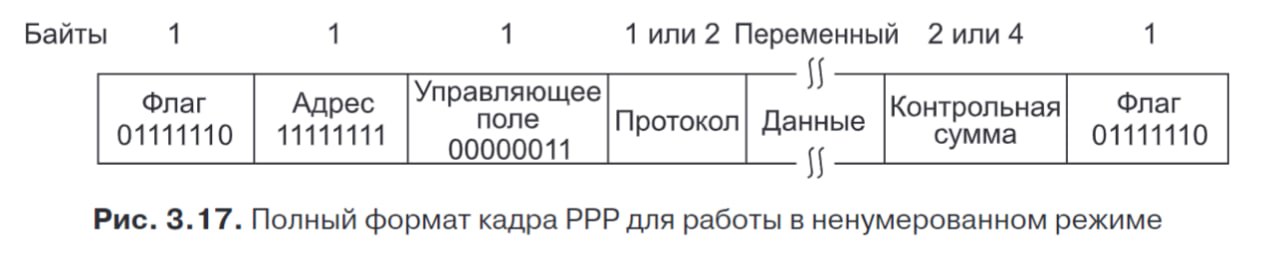 Байты 1 1 1 1 или 2 Переменный 2 или 4 1
Флаг
01111110
Адрес
11111111
Управляющее
поле
00000011
Протокол
Данные
Контрольная
сумма
Флаг
01111110
Рис. 3.17. Полный формат кадра PPP для работы в ненумерованном режиме